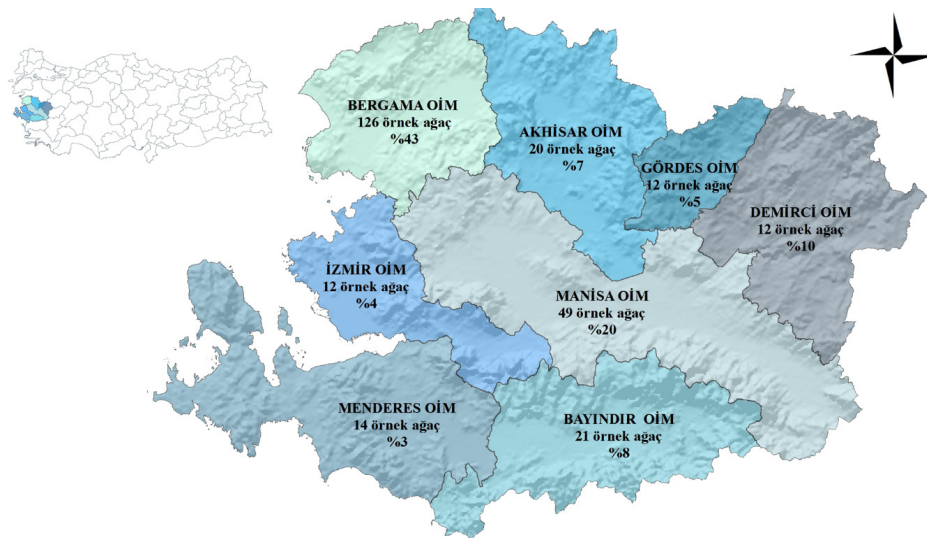 BERGAMA OİM
126 örnek ağaç
%43
AKHİSAR OİM
20 örnek ağaç
%7
GÖRDES OİM
12 örnek ağaç
%5
DEMİRCİ OİM
12 örnek ağaç
%10
İZMİR OİM
12 örnek ağaç
%4
MANİSA OİM
49 örnek ağaç
%20
MENDERES OİM
14 örnek ağaç
%3
BAYINDIR OİM
21 örnek ağaç
%8